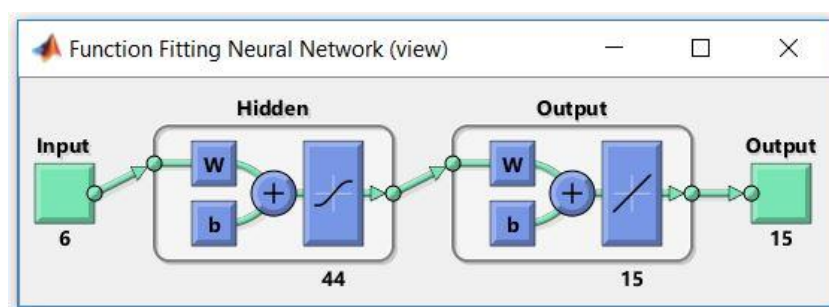 Function Fitting Neural Network (view)
Hidden
Output
Input
Output
W
W
+
+
b
b
6
15
44
15